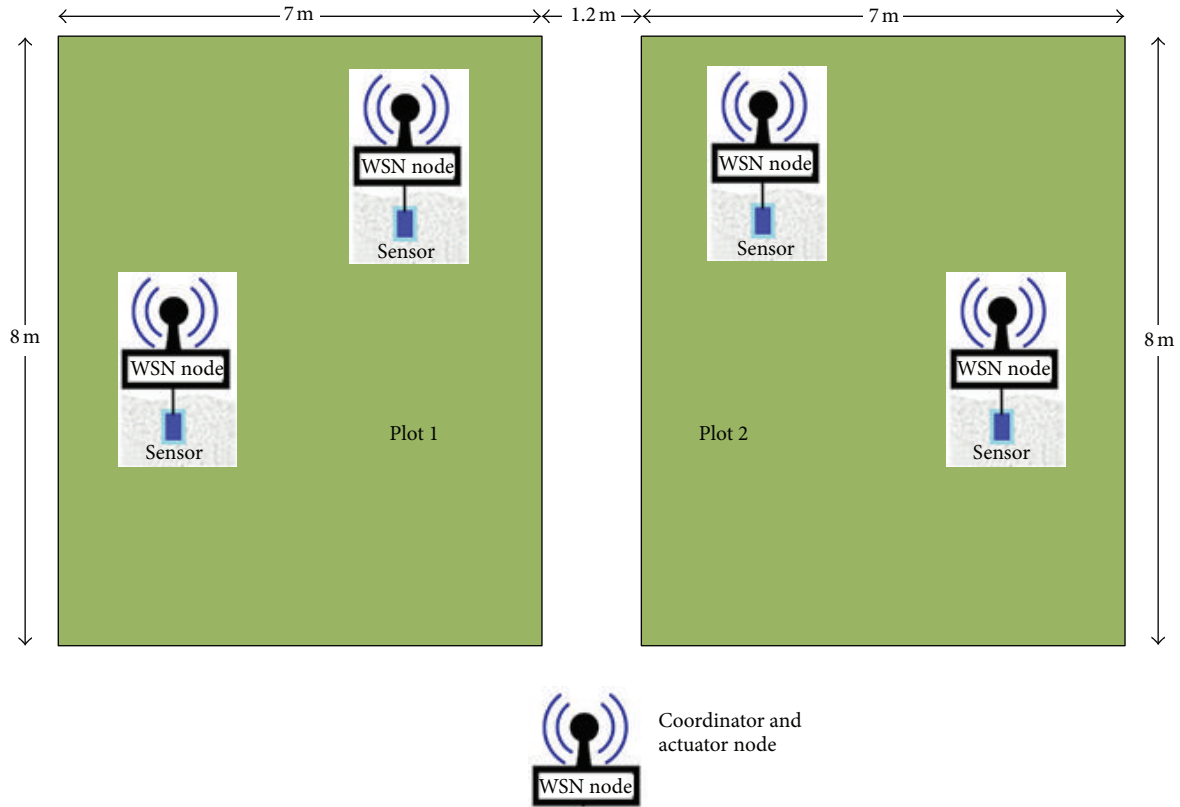 7 m
1.2 m
7 m
WSN node
Sensor
WSN node
Sensor
8 m
WSN node
Sensor
WSN node
Sensor
8 m
Plot 1
Plot 2
Coordinator and
actuator node
WSN node